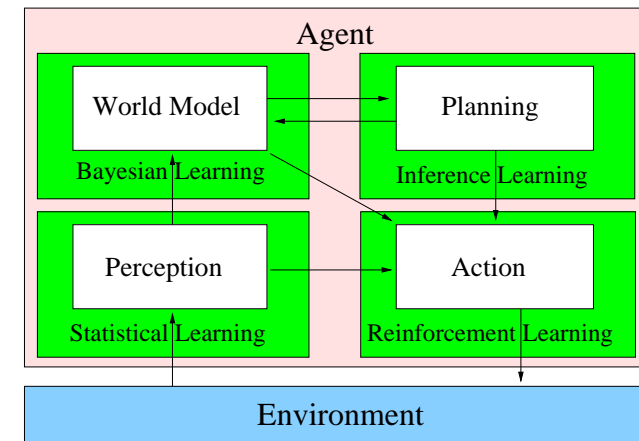 Agent
World Model
Planning
Bayesian Learning
Inference Learning
Perception
Action
Statistical Learning
Reinforcement Learning
Environment